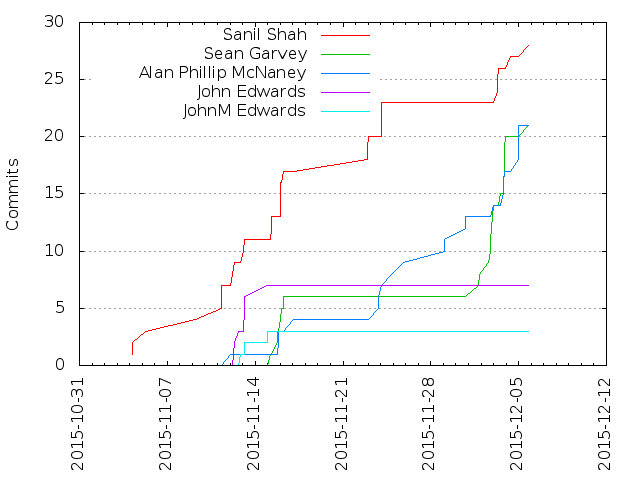 30
25
20
15
10
5
0
Commits
Sanil Shah
Sean Garvey
Alan Phillip McNaney
John Edwards
JohnM Edwards
2015-10-31
2015-11-07
2015-11-14
2015-11-21
2015-11-28
2015-12-05
2015-12-12